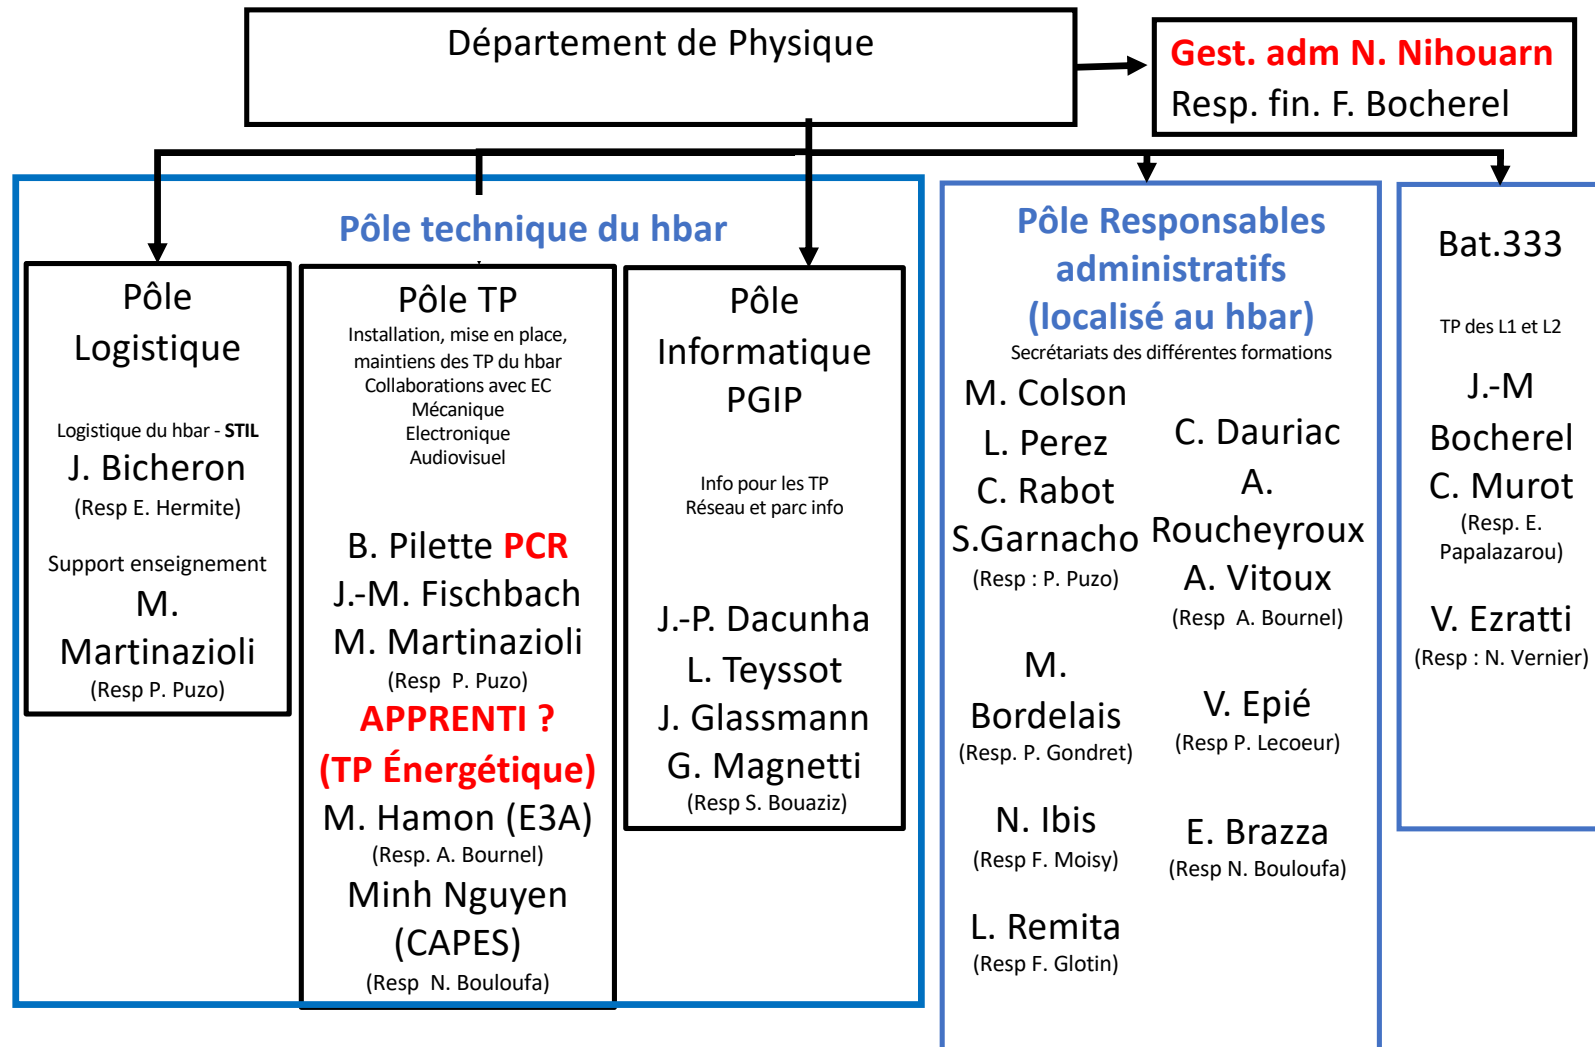 Département de Physique
Gest. adm N. Nihouarn
Resp. fin. F. Bocherel
Pôle technique du hbar
Pôle
Logistique
Logistique du hbar - STIL
J. Bicheron
(Resp E. Hermite)
Support enseignement
M.
Martinazioli
(Resp P. Puzo)
Pôle TP
Installation, mise en place,
maintiens des TP du hbar
Collaborations avec EC
Mécanique
Electronique
Audiovisuel
B. Pilette PCR
J.-M. Fischbach
M. Martinazioli
(Resp P. Puzo)
APPRENTI ?
(TP Énergétique)
M. Hamon (E3A)
(Resp. A. Bournel)
Minh Nguyen
(CAPES)
(Resp N. Bouloufa)
Pôle
Informatique
PGIP
Info pour les TP
Réseau et parc info
J.-P. Dacunha
L. Teyssot
J. Glassmann
G. Magnetti
(Resp S. Bouaziz)
Pôle Responsables
administratifs
(localisé au hbar)
Secrétariats des différentes formations
M. Colson
L. Perez
C. Rabot
S.Garnacho
(Resp : P. Puzo)
M.
Bordelais
(Resp. P. Gondret)
N. Ibis
(Resp F. Moisy)
L. Remita
(Resp F. Glotin)
C. Dauriac
A.
Roucheyroux
A. Vitoux
(Resp A. Bournel)
V. Epié
(Resp P. Lecoeur)
E. Brazza
(Resp N. Bouloufa)
Bat.333
TP des L1 et L2
J.-M
Bocherel
C. Murot
(Resp. E.
Papalazarou)
V. Ezratti
(Resp : N. Vernier)